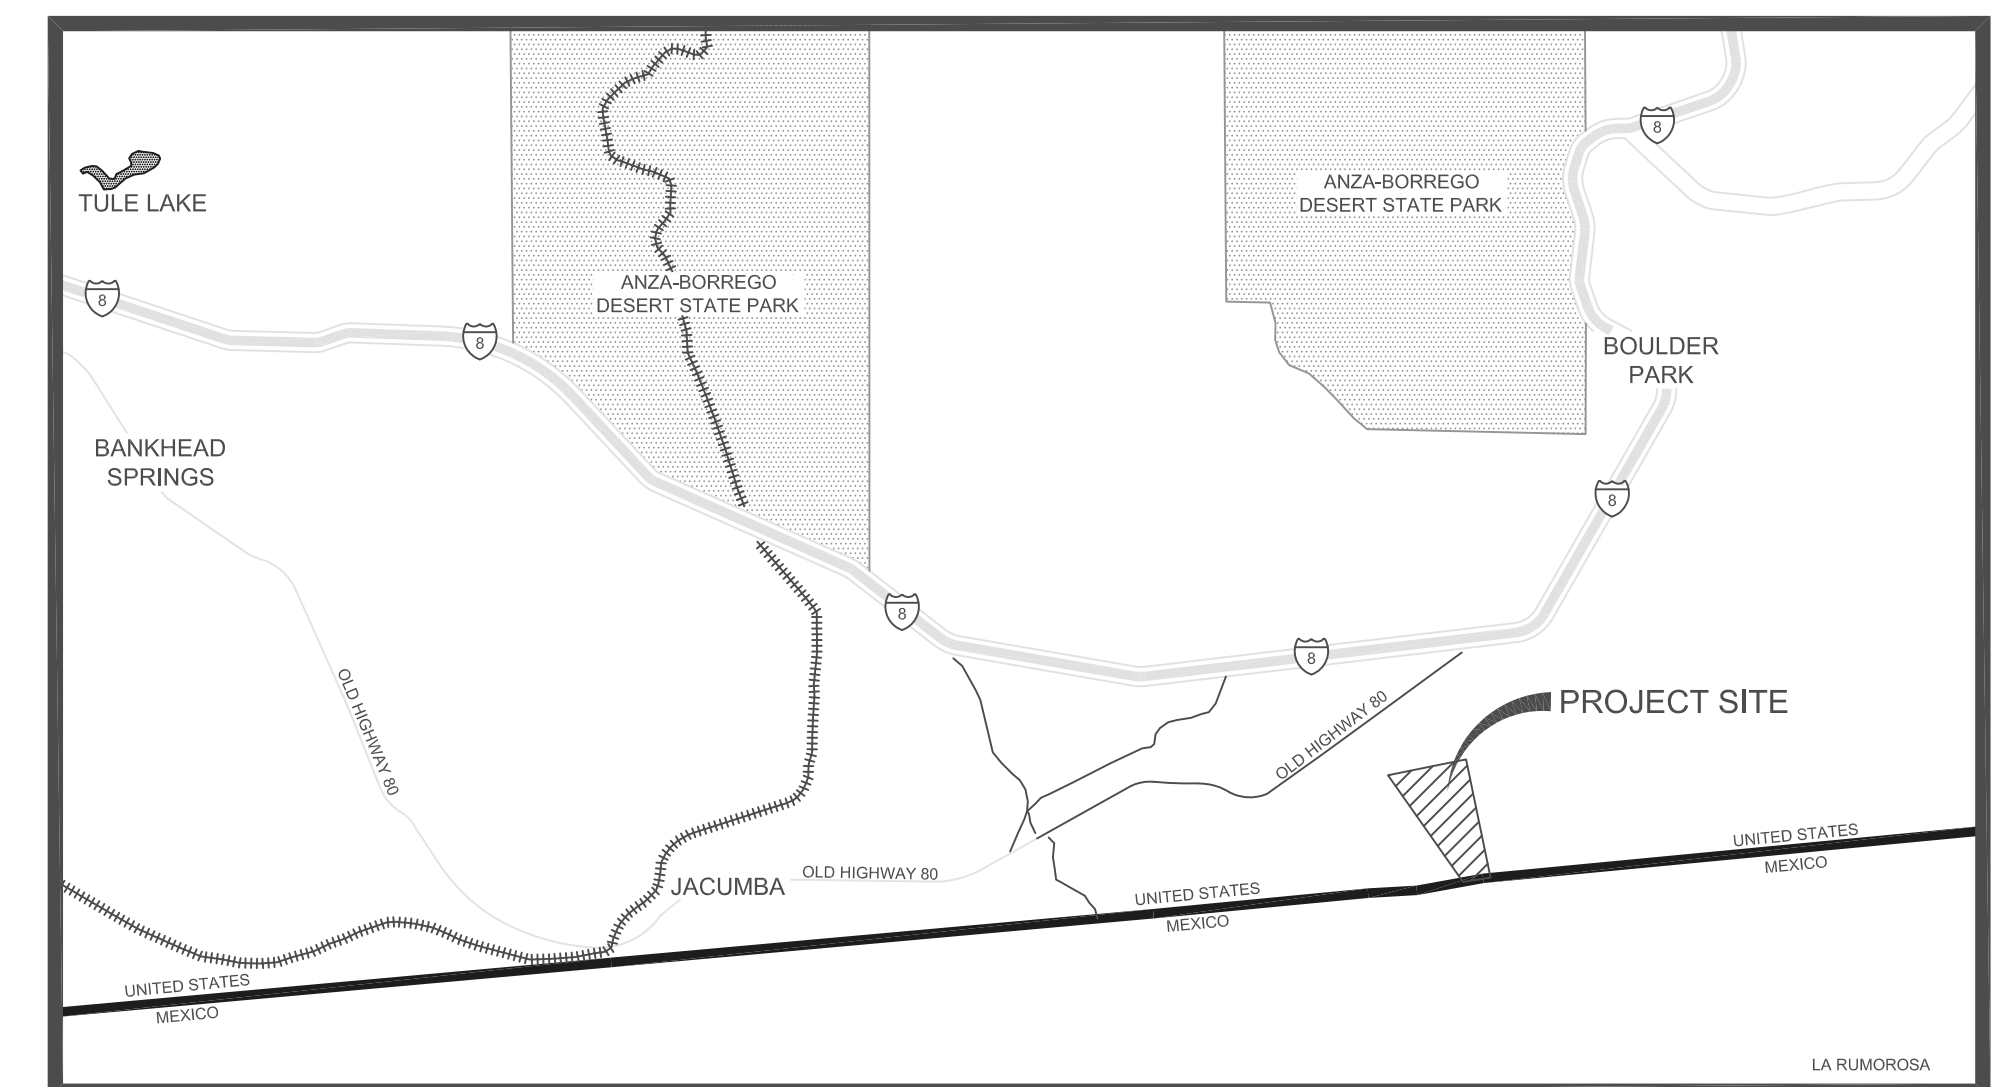 8
ANZA-BORREGO
DESERT STATE PARK
TULE LAKE
ANZA-BORREGO
DESERT STATE PARK
8
8
BOULDER
PARK
BANKHEAD
SPRINGS
8
8
8
OLD HIGHWAY 80
OLD HIGHWAY 80
PROJECT SITE
UNITED STATES
MEXICO
OLD HIGHWAY 80
JACUMBA
UNITED STATES
MEXICO
UNITED STATES
MEXICO
LA RUMOROSA